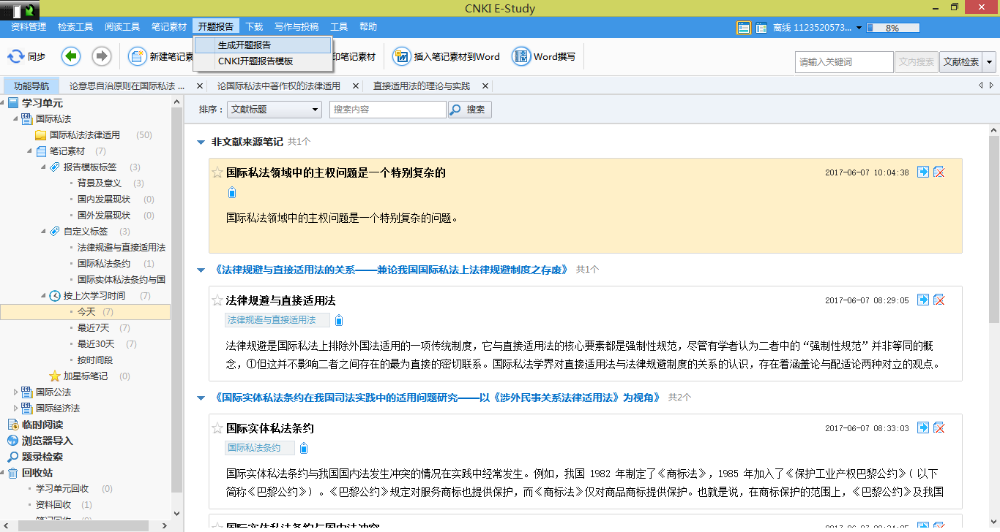 CNKI E-Study
资料管理 检索工具 阅读工具 笔记素材 开题报告 下载 写作与投稿 工具 帮助
离线 1123520573... 8%
生成开题报告
CNKI开题报告模板
同步 新建笔记素 印笔记素材 插入笔记素材到Word Word撰写
请输入关键词 文内搜索 文献检索
功能导航 论意思自治原则在国际私法 ... 论国际私法中著作权的法律适用 直接适用法的理论与实践
学习单元
国际私法
国际私法法律适用 (50)
笔记素材 (7)
报告模板标签 (3)
背景及意义 (3)
国内发展现状 (0)
国外发展现状 (0)
自定义标签 (3)
法律规避与直接适用法
国际私法条约 (1)
国际实体私法条约与国
按上次学习时间 (7)
今天 (7)
最近7天 (7)
最近30天 (7)
按时间段
加星标笔记 (0)
国际公法
国际经济法
临时阅读
浏览器导入
题录检索
回收站
学习单元回收 (0)
资料回收 (1)
笔记回收 (0)
排序： 文献标题 搜索内容 搜索
非文献来源笔记 共1个
国际私法领域中的主权问题是一个特别复杂的 2017-06-07 10:04:38
国际私法领域中的主权问题是一个特别复杂的问题。
《法律规避与直接适用法的关系——兼论我国国际私法上法律规避制度之存废》 共1个
法律规避与直接适用法 2017-06-07 08:29:05
法律规避与直接适用法
法律规避是国际私法上排除外国法适用的一项传统制度，它与直接适用法的核心要素都是强制性规范，尽管有学者认为二者中的“强制性规范”并非等同的概
念，①但这并不影响二者之间存在的最为直接的密切联系。国际私法学界对直接适用法与法律规避制度的关系的认识，存在着涵盖论与配适论两种对立的观点。
《国际实体私法条约在我国司法实践中的适用问题研究——以《涉外民事关系法律适用法》为视角》 共2个
国际实体私法条约 2017-06-07 08:33:03
国际私法条约
国际实体私法条约与我国国内法发生冲突的情况在实践中经常发生。例如，我国 1982 年制定了《商标法》，1985 年加入了《保护工业产权巴黎公约》( 以下
简称《巴黎公约》) 。《巴黎公约》规定对服务商标也提供保护，而《商标法》仅对商品商标提供保护。也就是说，在商标保护的范围上，《巴黎公约》及我国
国际实体私法条约与国内法冲突 2017-06-07 08:34:05